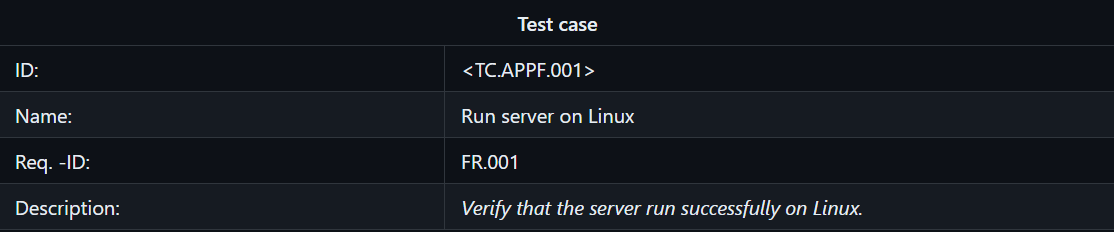 Test case
ID: <TC.APPF.001>
Name: Run server on Linux
Req. -ID: FR.001
Description: Verify that the server run successfully on Linux.